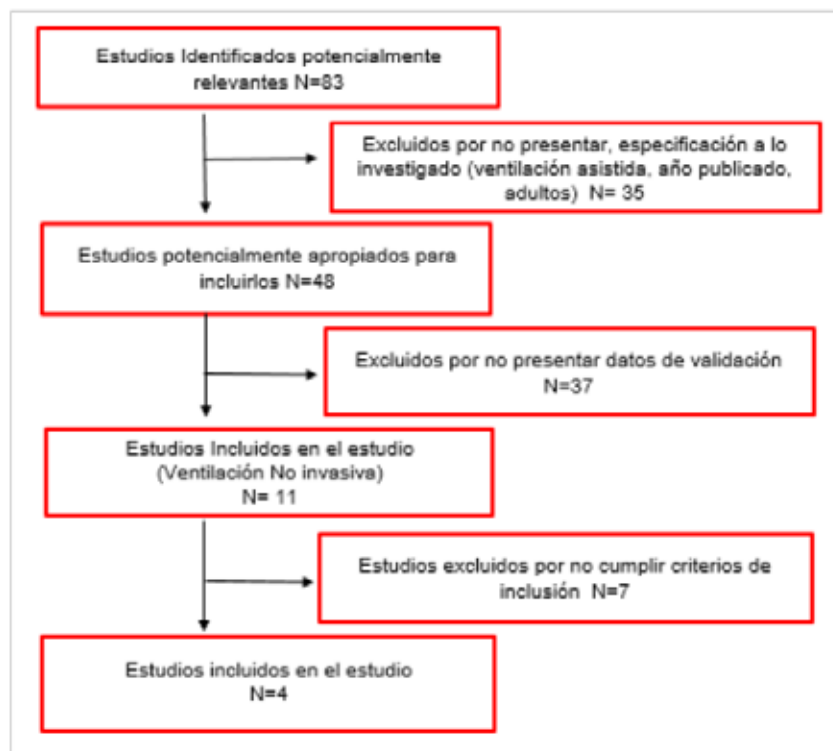 Estudios Identificados potencialmente
relevantes N=83
Excluidos por no presentar, especificación a lo
investigado (ventilación asistida, año publicado,
adultos) N= 35
Estudios potencialmente apropiados para
incluirlos N=48
Excluidos por no presentar datos de validación
N=37
Estudios Incluidos en el estudio
(Ventilación No invasiva)
N= 11
Estudios excluidos por no cumplir criterios de
inclusión N=7
Estudios incluidos en el estudio
N=4